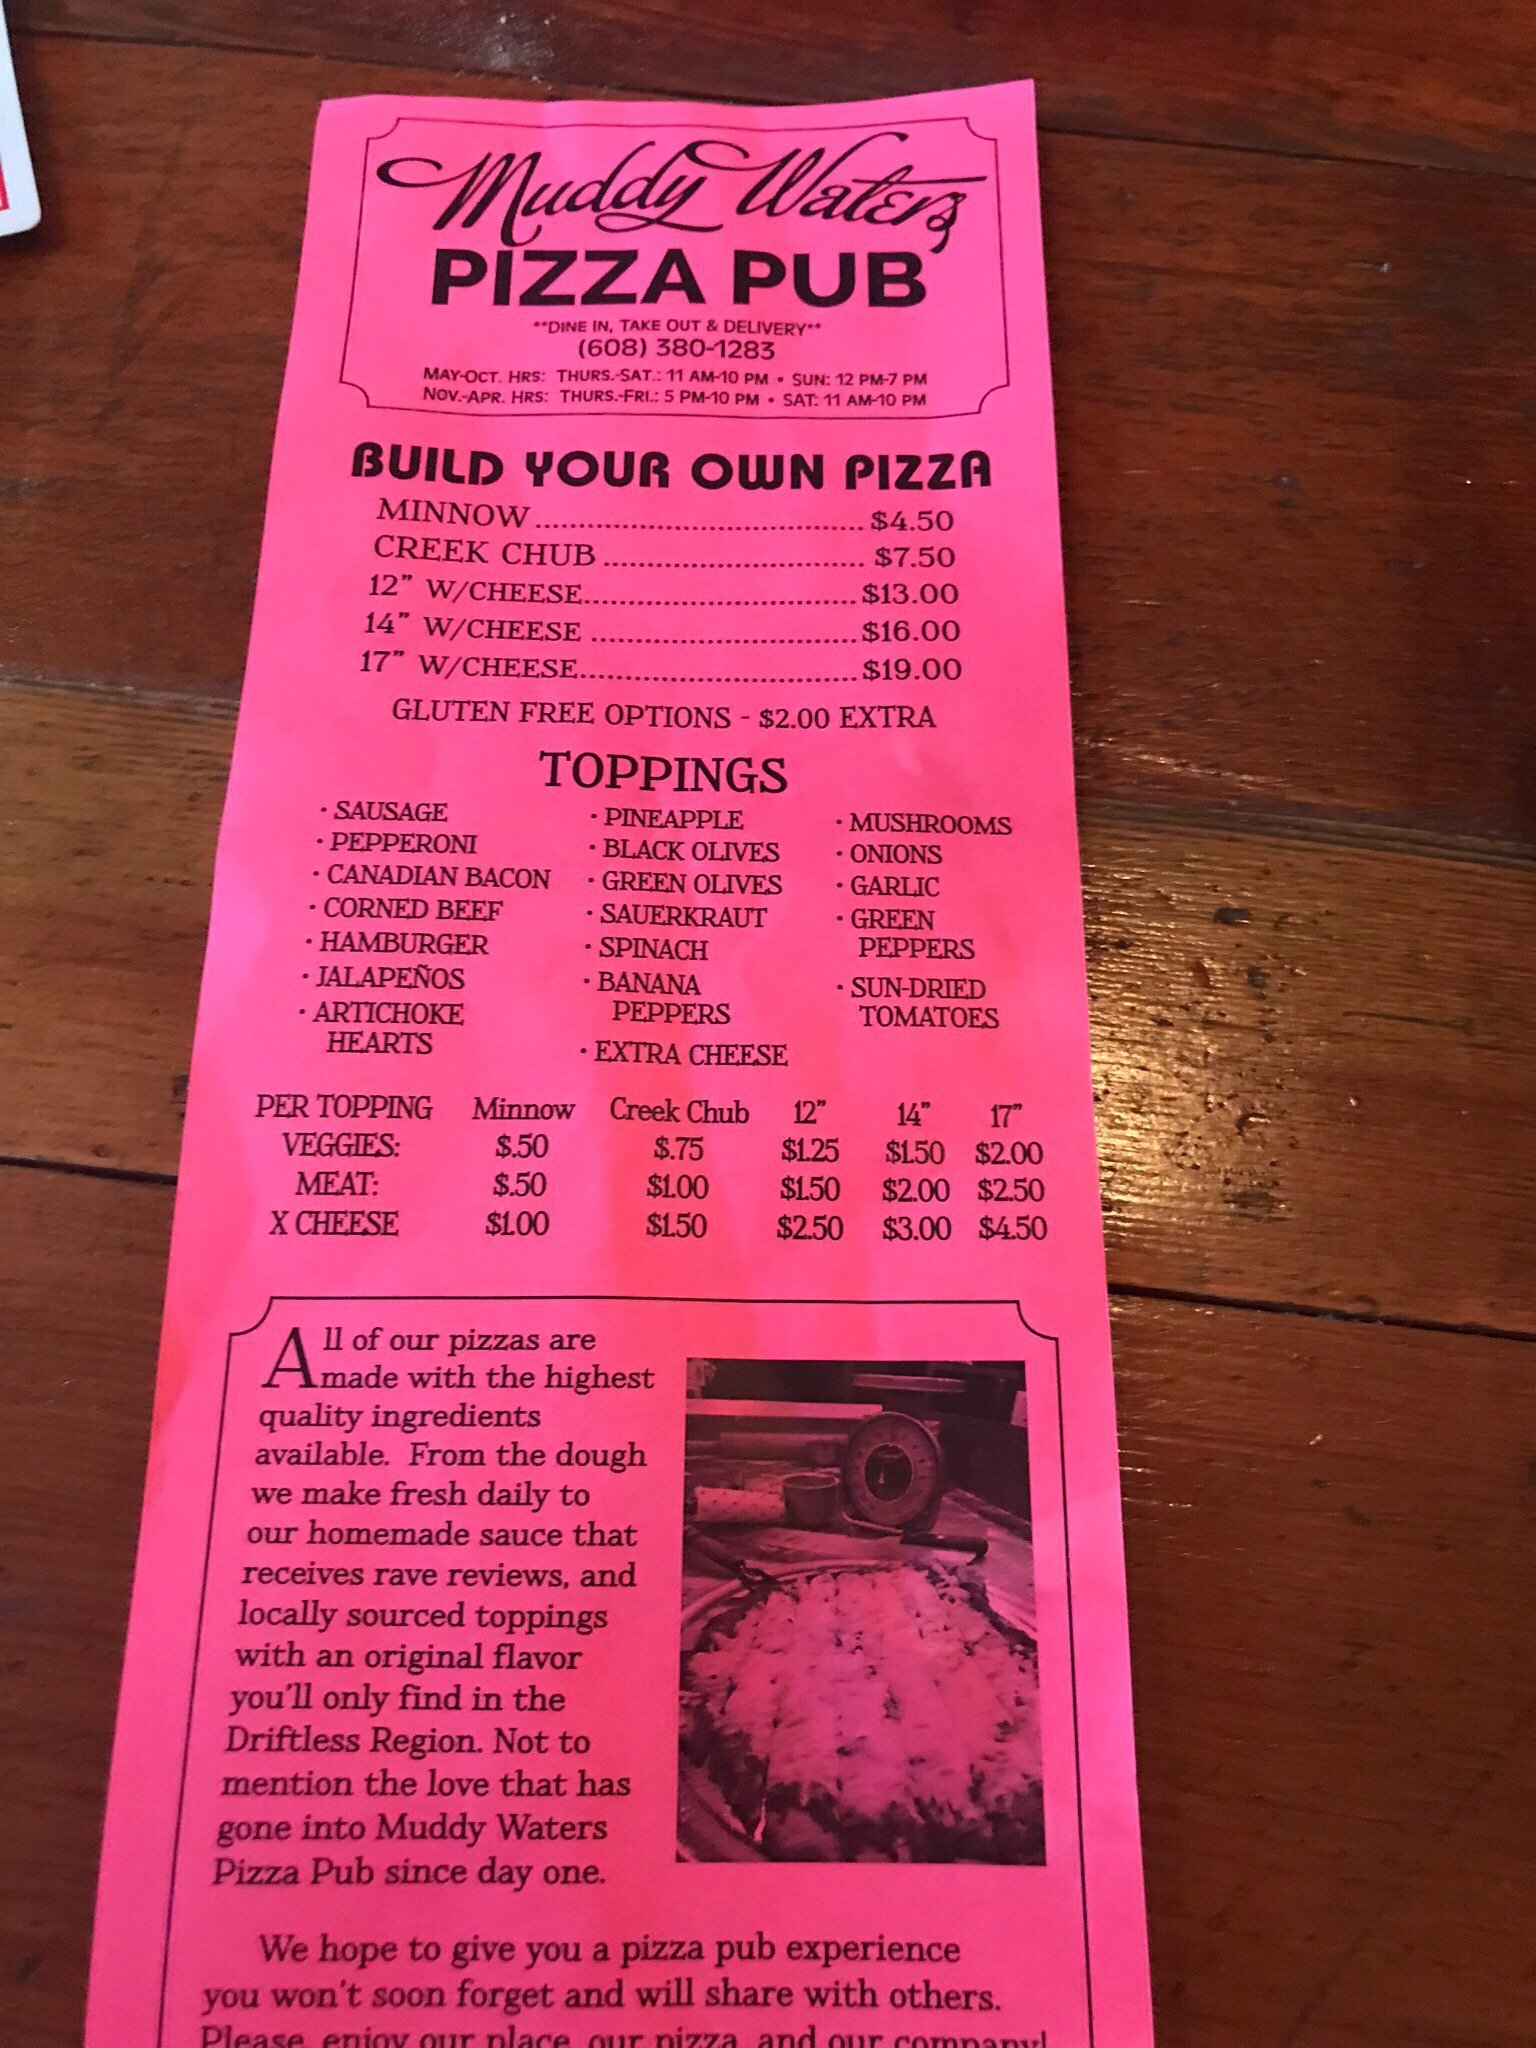 Muddy Waters
PIZZA PUB
**DINE IN, TAKE OUT & DELIVERY**
(608) 380-1283
MAY-OCT. HRS: THURS.-SAT.: 11 AM-10 PM • SUN: 12 PM-7 PM
NOV.-APR. HRS: THURS.-FRI.: 5 PM-10 PM • SAT: 11 AM-10 PM
BUILD YOUR OWN PIZZA
MINNOW ........................................ $4.50
CREEK CHUB ................................ $7.50
12" W/CHEESE................................. $13.00
14" W/CHEESE ................................ $16.00
17" W/CHEESE................................. $19.00
GLUTEN FREE OPTIONS - $2.00 EXTRA
TOPPINGS
· SAUSAGE
· PEPPERONI
· CANADIAN BACON
· CORNED BEEF
· HAMBURGER
· JALAPEÑOS
· ARTICHOKE
HEARTS
· PINEAPPLE
· BLACK OLIVES
· GREEN OLIVES
· SAUERKRAUT
· SPINACH
· BANANA
PEPPERS
· EXTRA CHEESE
· MUSHROOMS
· ONIONS
· GARLIC
· GREEN
PEPPERS
· SUN-DRIED
TOMATOES
PER TOPPING Minnow Creek Chub 12" 14" 17"
VEGGIES: $.50 $.75 $1.25 $1.50 $2.00
MEAT: $.50 $1.00 $1.50 $2.00 $2.50
X CHEESE $1.00 $1.50 $2.50 $3.00 $4.50
All of our pizzas are
made with the highest
quality ingredients
available. From the dough
we make fresh daily to
our homemade sauce that
receives rave reviews, and
locally sourced toppings
with an original flavor
you'll only find in the
Driftless Region. Not to
mention the love that has
gone into Muddy Waters
Pizza Pub since day one.
We hope to give you a pizza pub experience
you won't soon forget and will share with others.
Please, enjoy our place, our pizza, and our company!